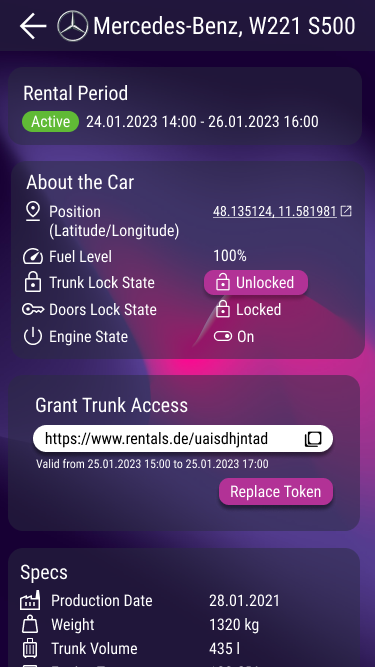 Mercedes-Benz, W221 S500
Rental Period
Active 24.01.2023 14:00 - 26.01.2023 16:00
About the Car
Position 48.135124, 11.581981
(Latitude/Longitude)
Fuel Level 100%
Trunk Lock State Unlocked
Doors Lock State Locked
Engine State On
Grant Trunk Access
https://www.rentals.de/uaisdhjntad
Valid from 25.01.2023 15:00 to 25.01.2023 17:00
Replace Token
Specs
Production Date 28.01.2021
Weight 1320 kg
Trunk Volume 435 l